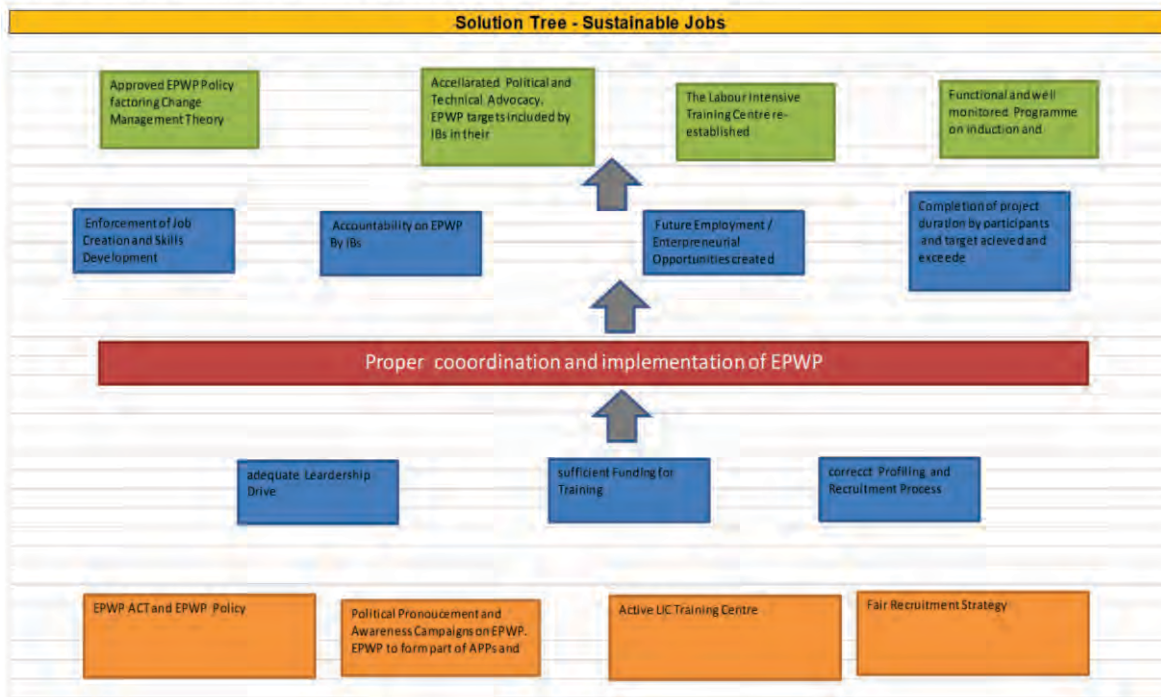 Solution Tree - Sustainable Jobs
Approved EPWP Policy
factoring Change
Management Theory
Accellarated Political and
Technical Advocacy.
EPWP targets included by
IBs in their
The Labour Intensive
Training Centre re-
established
Functional and well
monitored Programme
on induction and
Enforcement of Job
Creation and Skills
Development
Accountability on EPWP
By IBs
Future Employment /
Enterpreneurial
Opportunities created
Completion of project
duration by participants
and target acieved and
exceede
Proper cooordination and implementation of EPWP
adequate Leardership
Drive
sufficient Funding for
Training
correcct Profiling and
Recruitment Process
EPWP ACT and EPWP Policy
Political Pronoucement and
Awareness Campaigns on EPWP.
EPWP to form part of APPs and
Active LIC Training Centre
Fair Recruitment Strategy